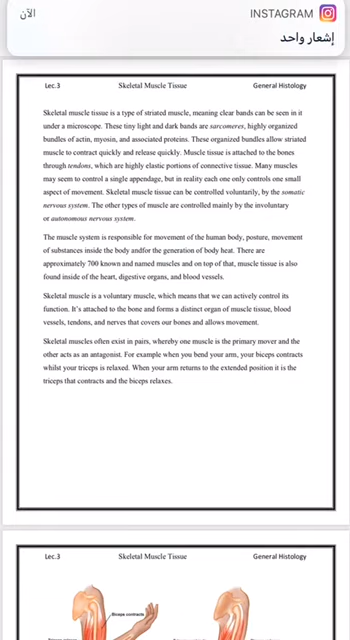 INSTAGRAM
الآن
إشعار واحد
Lec.3 Skeletal Muscle Tissue General Histology
Skeletal muscle tissue is a type of striated muscle, meaning clear bands can be seen in it
under a microscope. These tiny light and dark bands are sarcomeres, highly organized
bundles of actin, myosin, and associated proteins. These organized bundles allow striated
muscle to contract quickly and release quickly. Muscle tissue is attached to the bones
through tendons, which are highly elastic portions of connective tissue. Many muscles
may seem to control a single appendage, but in reality each one only controls one small
aspect of movement. Skeletal muscle tissue can be controlled voluntarily, by the somatic
nervous system. The other types of muscle are controlled mainly by the involuntary
or autonomous nervous system.
The muscle system is responsible for movement of the human body, posture, movement
of substances inside the body andfor the generation of body heat. There are
approximately 700 known and named muscles and on top of that, muscle tissue is also
found inside of the heart, digestive organs, and blood vessels.
Skeletal muscle is a voluntary muscle, which means that we can actively control its
function. It's attached to the bone and forms a distinct organ of muscle tissue, blood
vessels, tendons, and nerves that covers our bones and allows movement.
Skeletal muscles often exist in pairs, whereby one muscle is the primary mover and the
other acts as an antagonist. For example when you bend your arm, your biceps contracts
whilst your triceps is relaxed. When your arm returns to the extended position it is the
triceps that contracts and the biceps relaxes.
Lec.3 Skeletal Muscle Tissue General Histology
Biceps contracts